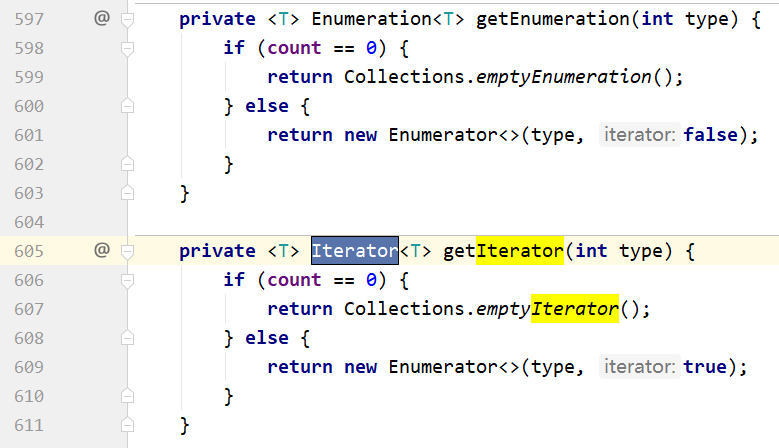 597 @ private <T> Enumeration<T> getEnumeration(int type) {
598 if (count == 0) {
599 return Collections.emptyEnumeration();
600 } else {
601 return new Enumerator<>(type, iterator: false);
602 }
603 }
604
605 @ private <T> Iterator<T> getIterator(int type) {
606 if (count == 0) {
607 return Collections.emptyIterator();
608 } else {
609 return new Enumerator<>(type, iterator: true);
610 }
611 }